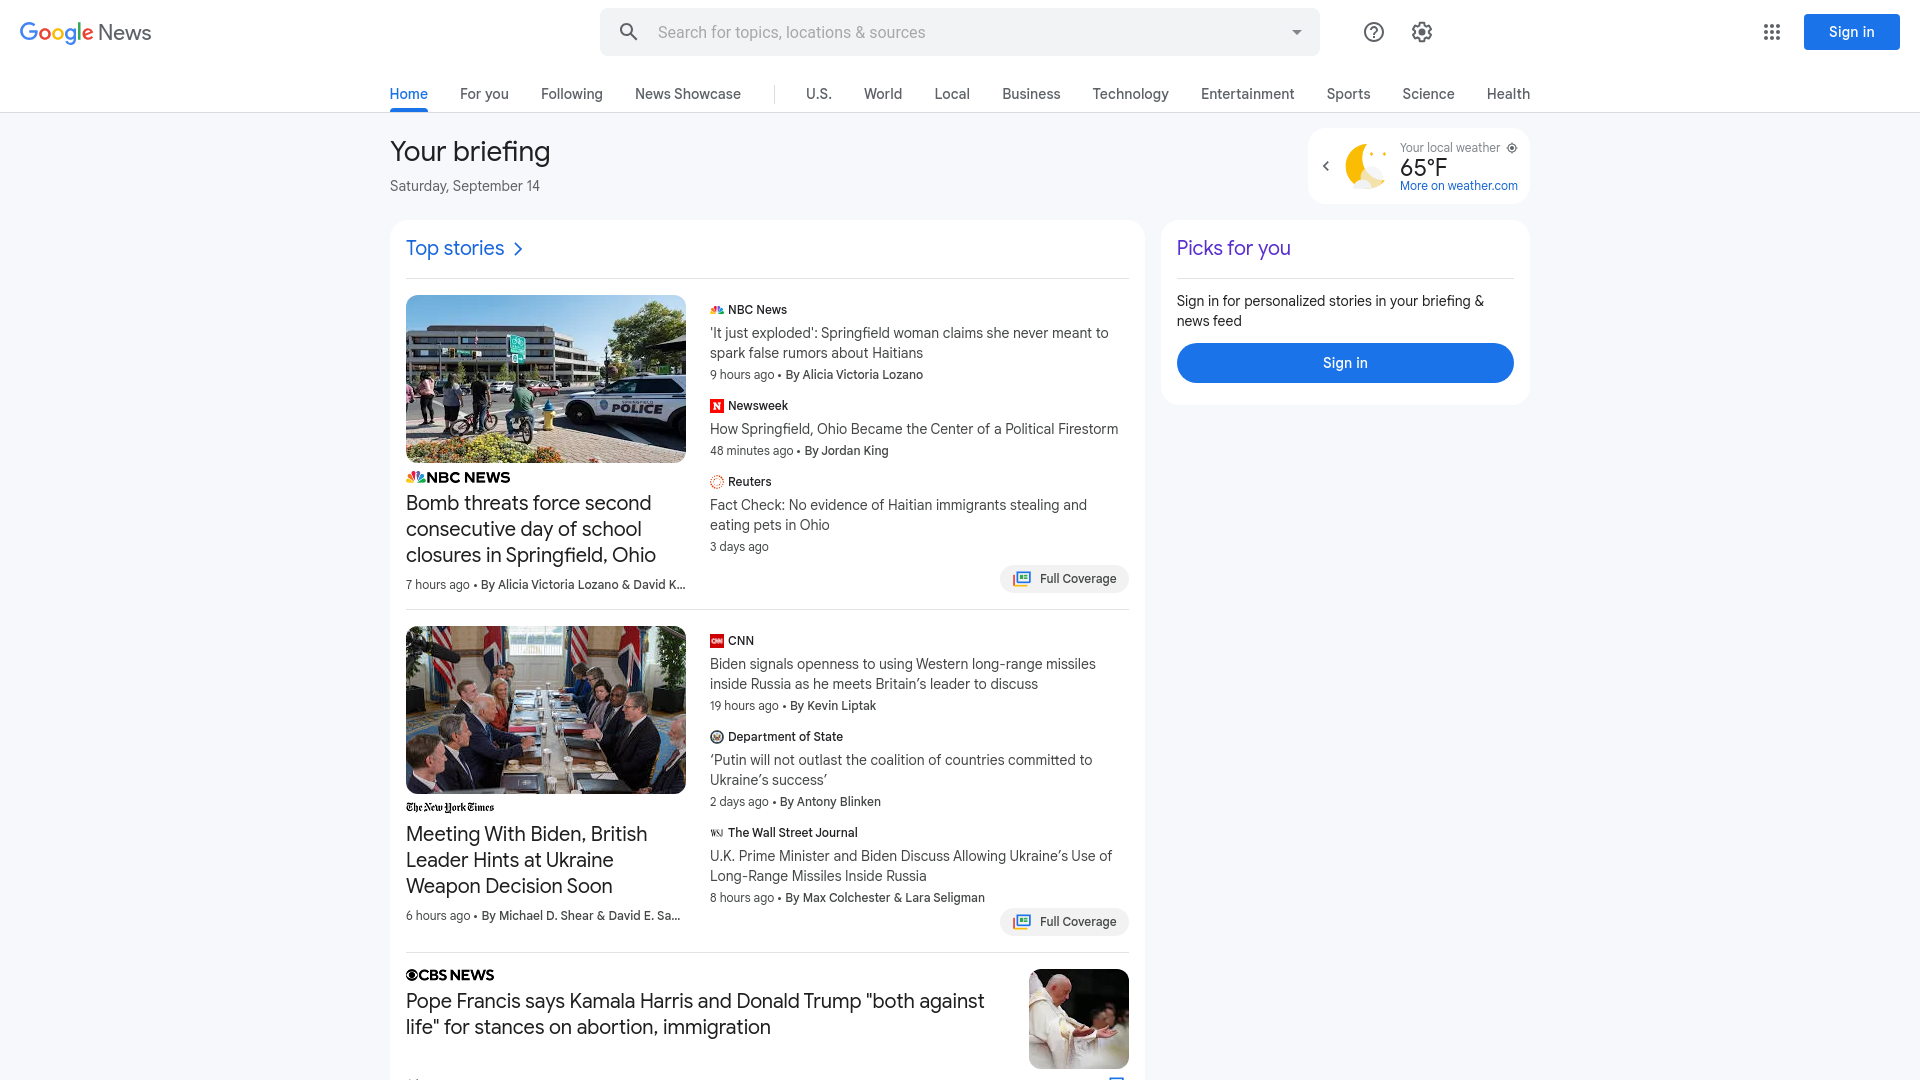 Google News
Search for topics, locations & sources
Sign in
Home
For you
Following
News Showcase
U.S.
World
Local
Business
Technology
Entertainment
Sports
Science
Health
Your briefing
Saturday, September 14
Your local weather
65°F
More on weather.com
Top stories
POLICE
NBC NEWS
Bomb threats force second
consecutive day of school
closures in Springfield, Ohio
7 hours ago • By Alicia Victoria Lozano & David K...
NBC News
'It just exploded': Springfield woman claims she never meant to
spark false rumors about Haitians
9 hours ago • By Alicia Victoria Lozano
Newsweek
How Springfield, Ohio Became the Center of a Political Firestorm
48 minutes ago • By Jordan King
Reuters
Fact Check: No evidence of Haitian immigrants stealing and
eating pets in Ohio
3 days ago
Full Coverage
The New York Times
Meeting With Biden, British
Leader Hints at Ukraine
Weapon Decision Soon
6 hours ago • By Michael D. Shear & David E. Sa...
CNN
Biden signals openness to using Western long-range missiles
inside Russia as he meets Britain’s leader to discuss
19 hours ago • By Kevin Liptak
Department of State
‘Putin will not outlast the coalition of countries committed to
Ukraine’s success’
2 days ago • By Antony Blinken
WSJ The Wall Street Journal
U.K. Prime Minister and Biden Discuss Allowing Ukraine’s Use of
Long-Range Missiles Inside Russia
8 hours ago • By Max Colchester & Lara Seligman
Full Coverage
CBS NEWS
Pope Francis says Kamala Harris and Donald Trump "both against
life" for stances on abortion, immigration
Picks for you
Sign in for personalized stories in your briefing &
news feed
Sign in